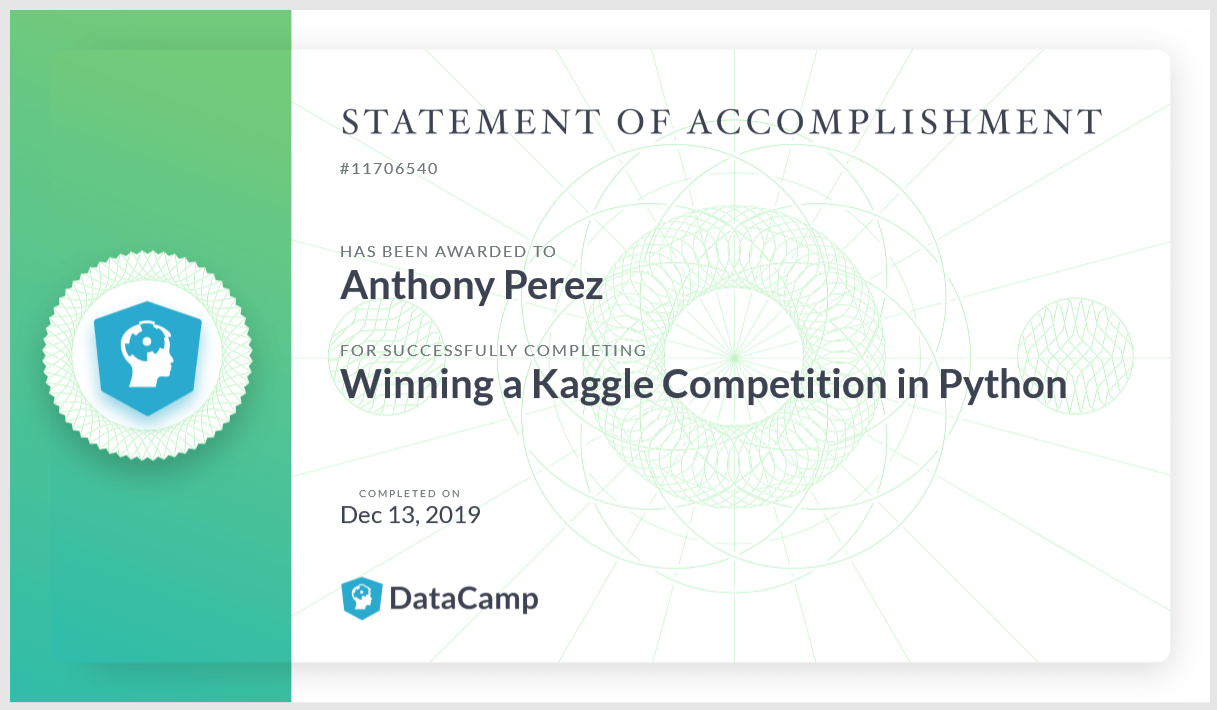 STATEMENT OF ACCOMPLISHMENT
#11706540
HAS BEEN AWARDED TO
Anthony Perez
FOR SUCCESSFULLY COMPLETING
Winning a Kaggle Competition in Python
COMPLETED ON
Dec 13, 2019
DataCamp